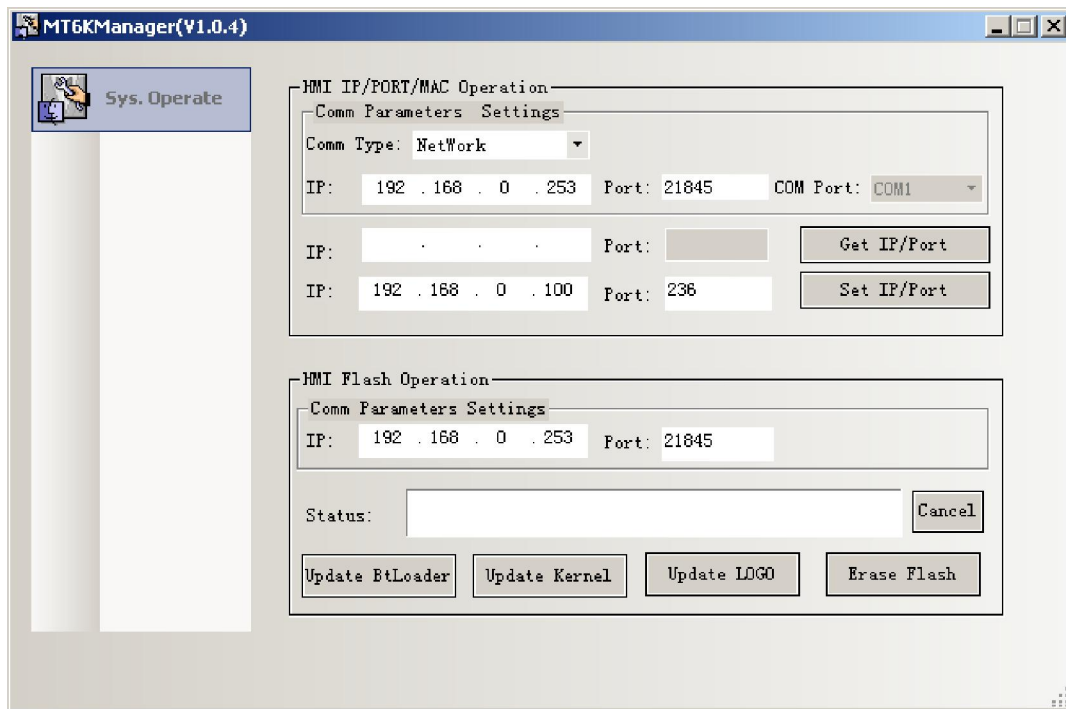 MT6KManager(V1.0.4)
Sys. Operate
HMI IP/PORT/MAC Operation
Comm Parameters Settings
Comm Type: NetWork
IP: 192 . 168 . 0 . 253 Port: 21845 COM Port: COM1
IP: . . . Port: Get IP/Port
IP: 192 . 168 . 0 . 100 Port: 236 Set IP/Port
HMI Flash Operation
Comm Parameters Settings
IP: 192 . 168 . 0 . 253 Port: 21845
Status: Cancel
Update BtLoader Update Kernel Update LOGO Erase Flash